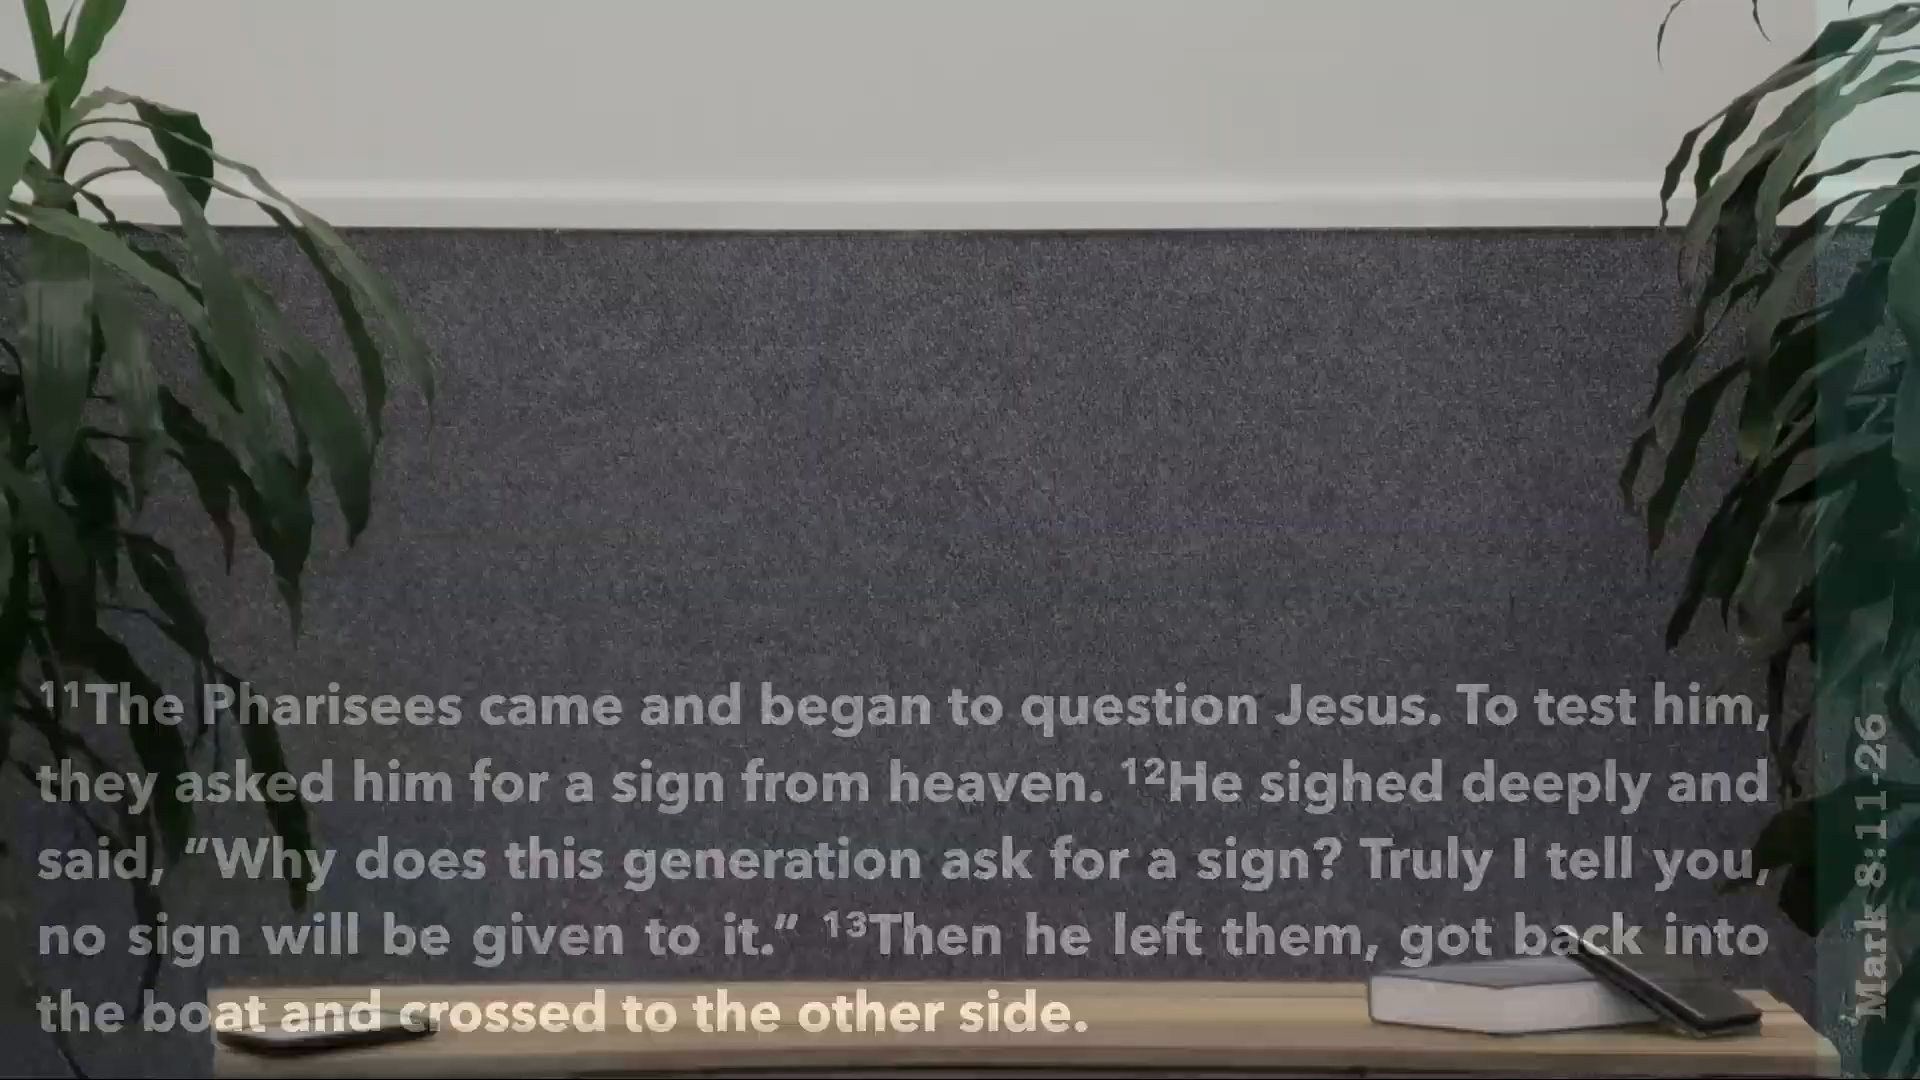 ¹¹The Pharisees came and began to question Jesus. To test him,
they asked him for a sign from heaven. ¹²He sighed deeply and
said, “Why does this generation ask for a sign? Truly I tell you,
no sign will be given to it.” ¹³Then he left them, got back into
the boat and crossed to the other side.
Mark 8:11-26